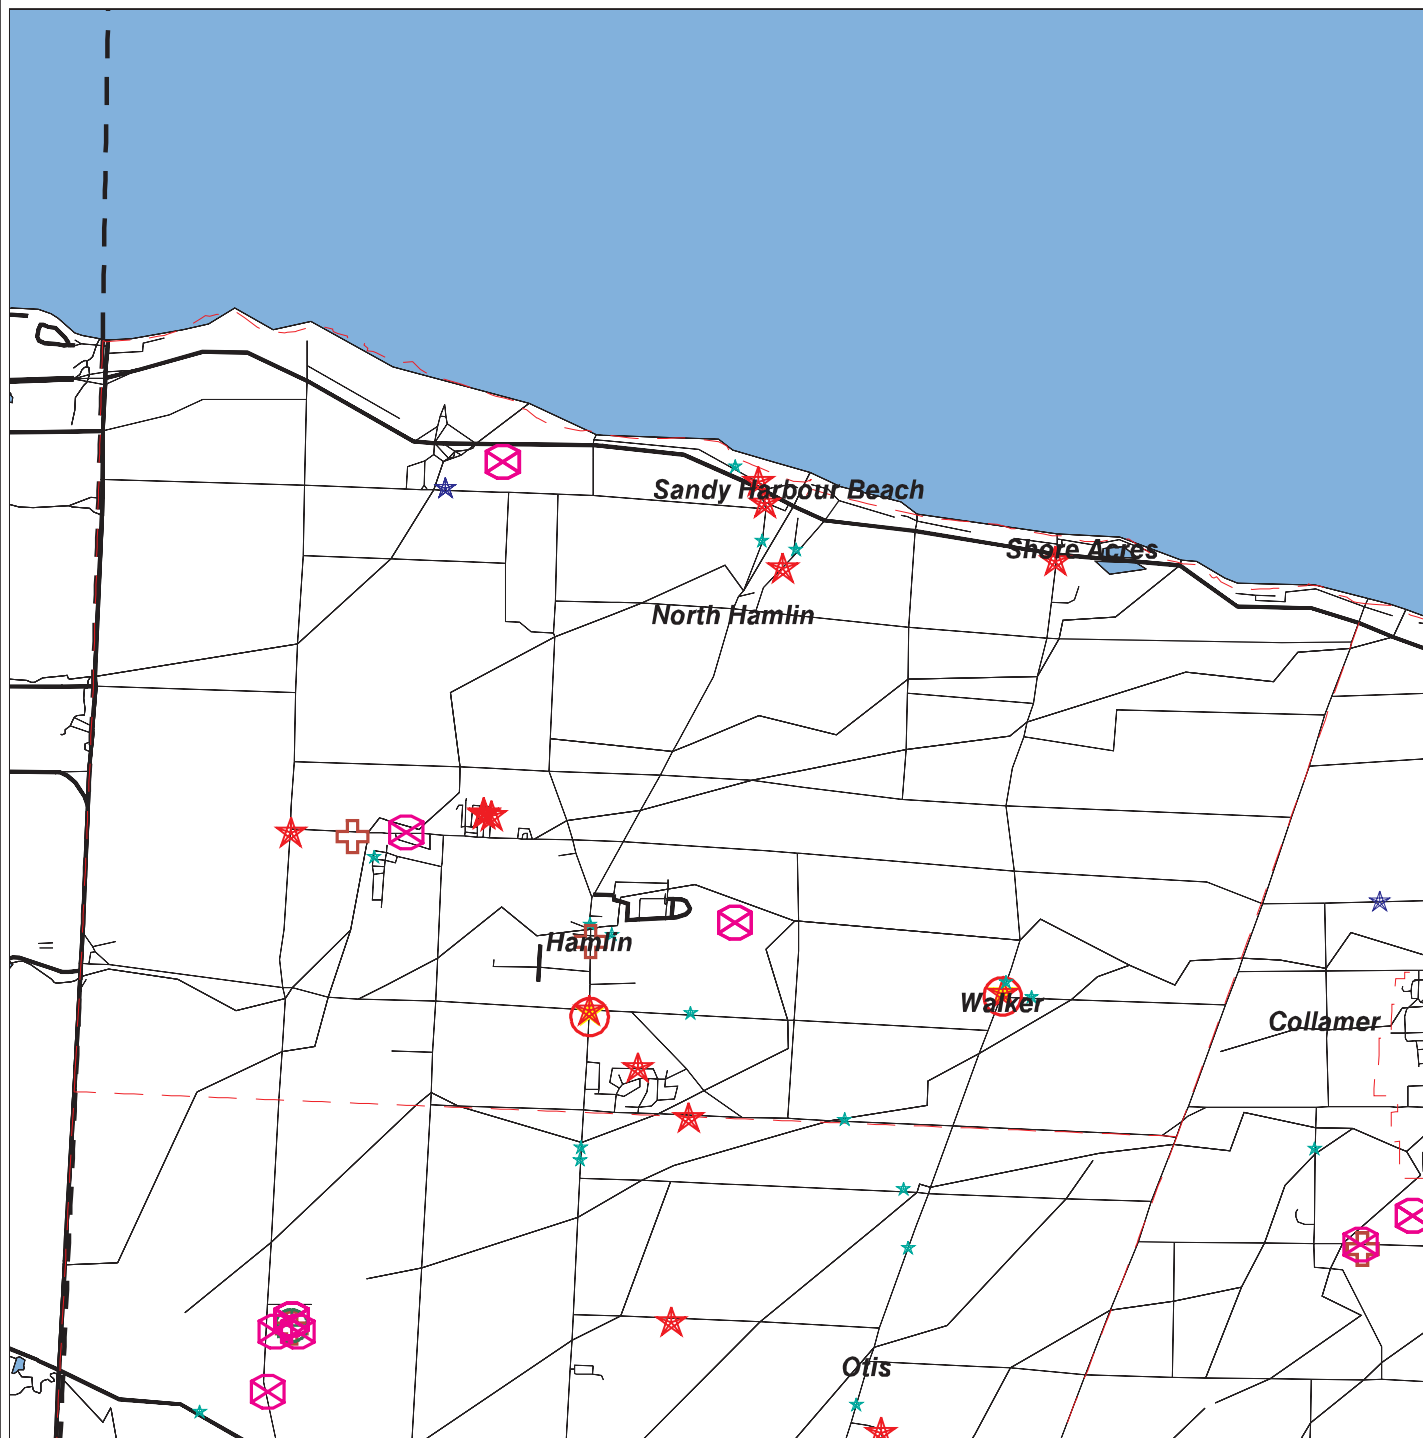 Sandy Harbour Beach
Shore Acres
North Hamlin
Hamlin
Walker
Collamer
Otis